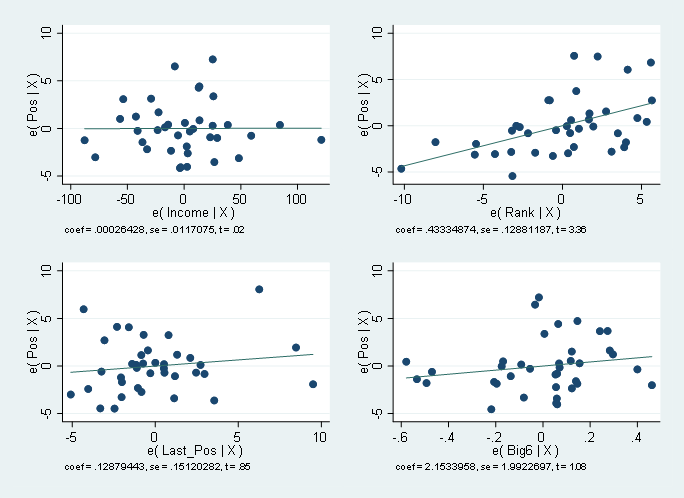 10
5
0
-5
e( Pos | X )
-100 -50 0 50 100
e( Income | X )
coef = .00026428, se = .0117075, t = .02
10
5
0
-5
e( Pos | X )
-10 -5 0 5
e( Rank | X )
coef = .43334874, se = .12881187, t = 3.36
10
5
0
-5
e( Pos | X )
-5 0 5 10
e( Last_Pos | X )
coef = .12879443, se = .15120282, t = .85
10
5
0
-5
e( Pos | X )
-.6 -.4 -.2 0 .2 .4
e( Big6 | X )
coef = 2.1533958, se = 1.9922697, t = 1.08